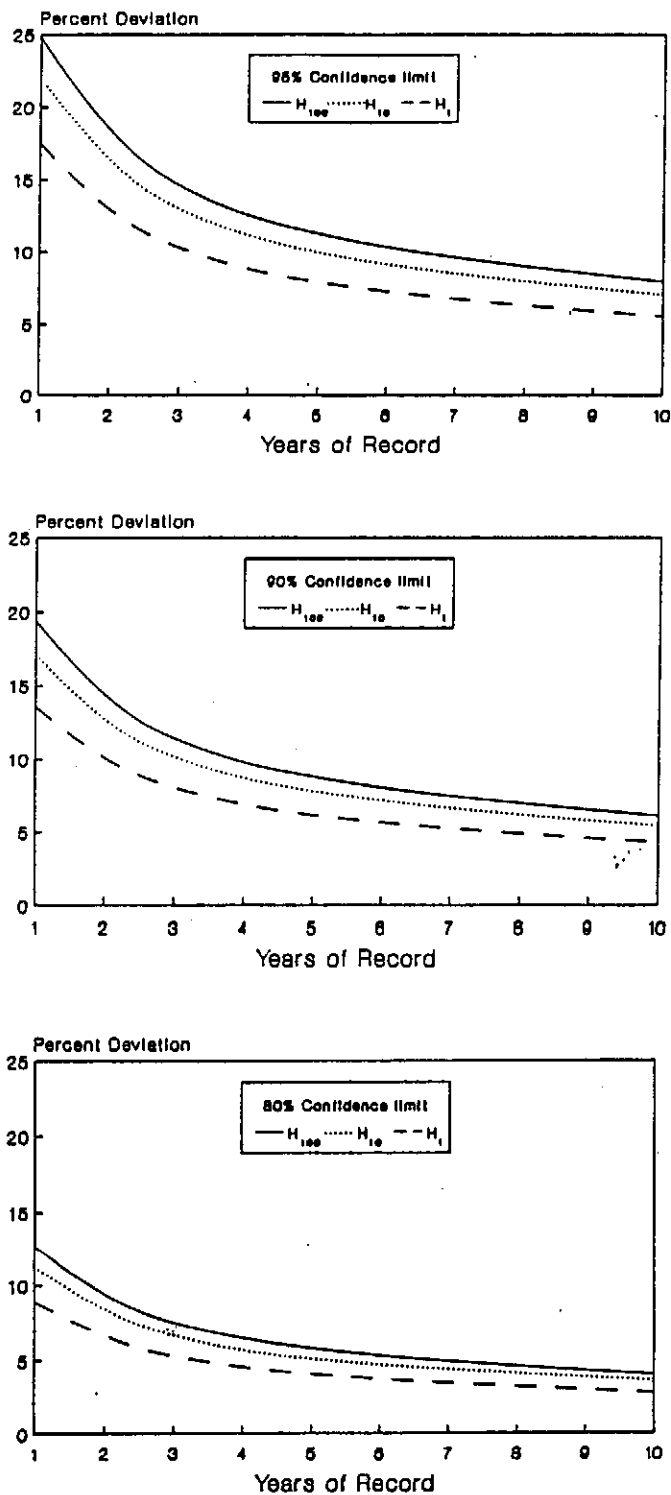 Percent Deviation
25
95% Confidence limit
H100 H10 H1
20
15
10
5
0
1 2 3 4 5 6 7 8 9 10
Years of Record
Percent Deviation
25
90% Confidence limit
H100 H10 H1
20
15
10
5
0
1 2 3 4 5 6 7 8 9 10
Years of Record
Percent Deviation
25
80% Confidence limit
H100 H10 H1
20
15
10
5
0
1 2 3 4 5 6 7 8 9 10
Years of Record